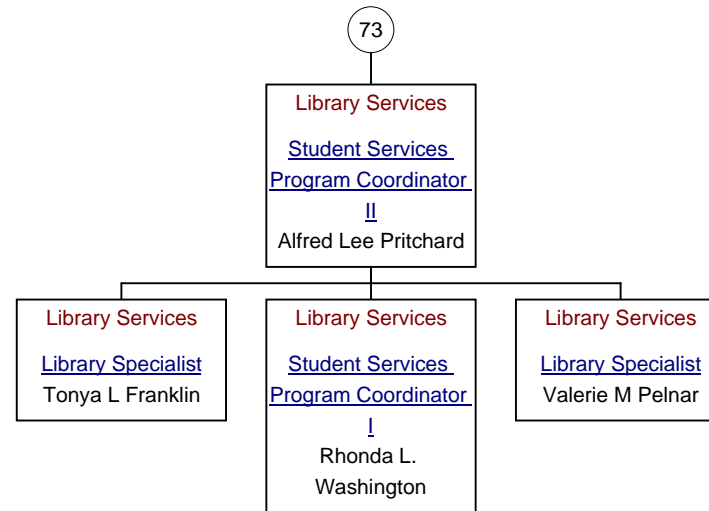 73
Library Services
Student Services
Program Coordinator
II
Alfred Lee Pritchard
Library Services
Library Specialist
Tonya L Franklin
Library Services
Student Services
Program Coordinator
I
Rhonda L.
Washington
Library Services
Library Specialist
Valerie M Pelnar